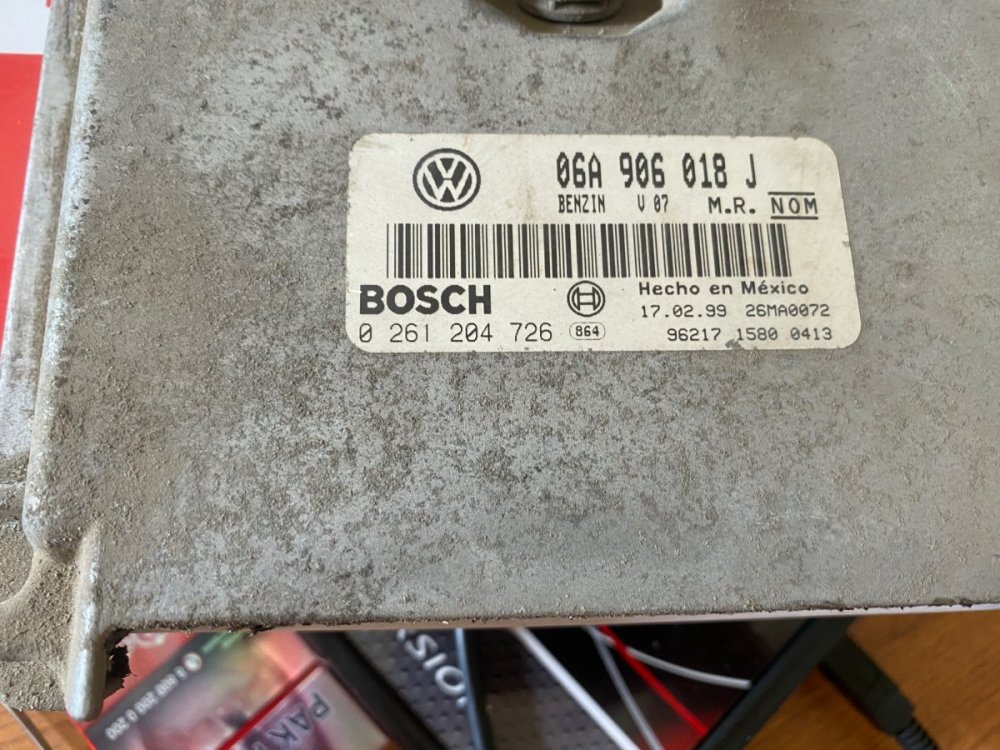 06A 906 018 J
BENZIN V 07 M.R. NOM
BOSCH
Hecho en México
17.02.99 26MA0072
0 261 204 726 864
96217 1580 0413